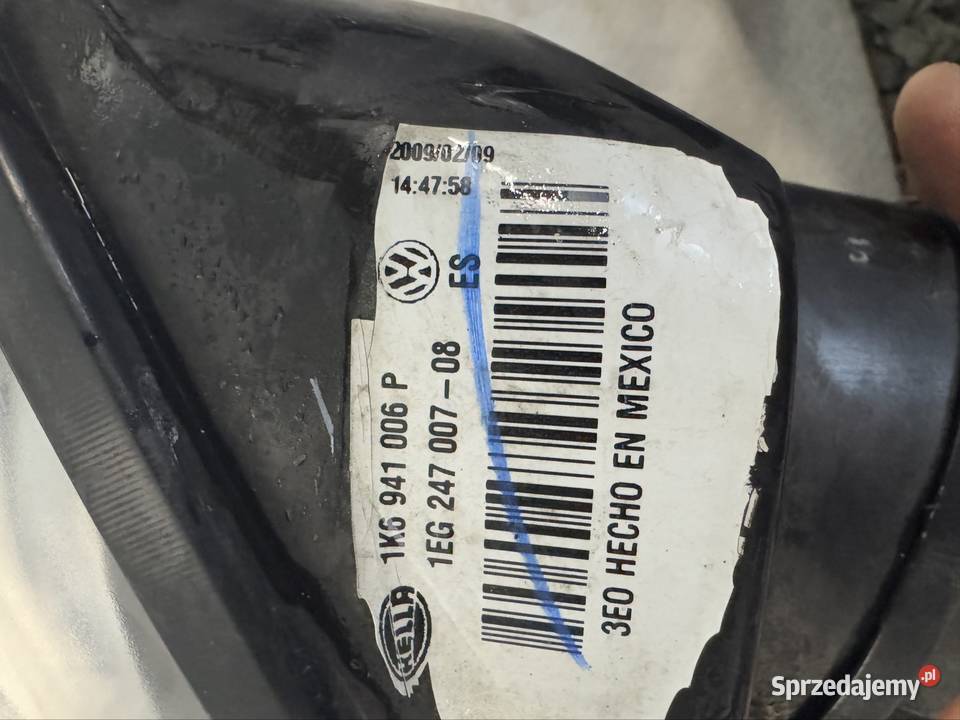 2009/02/09
14:47:58
ES
1K6 941 006 P
1EG 247 007-08
HELLA
3E0 HECHO EN MEXICO
Sprzedajemy.pl